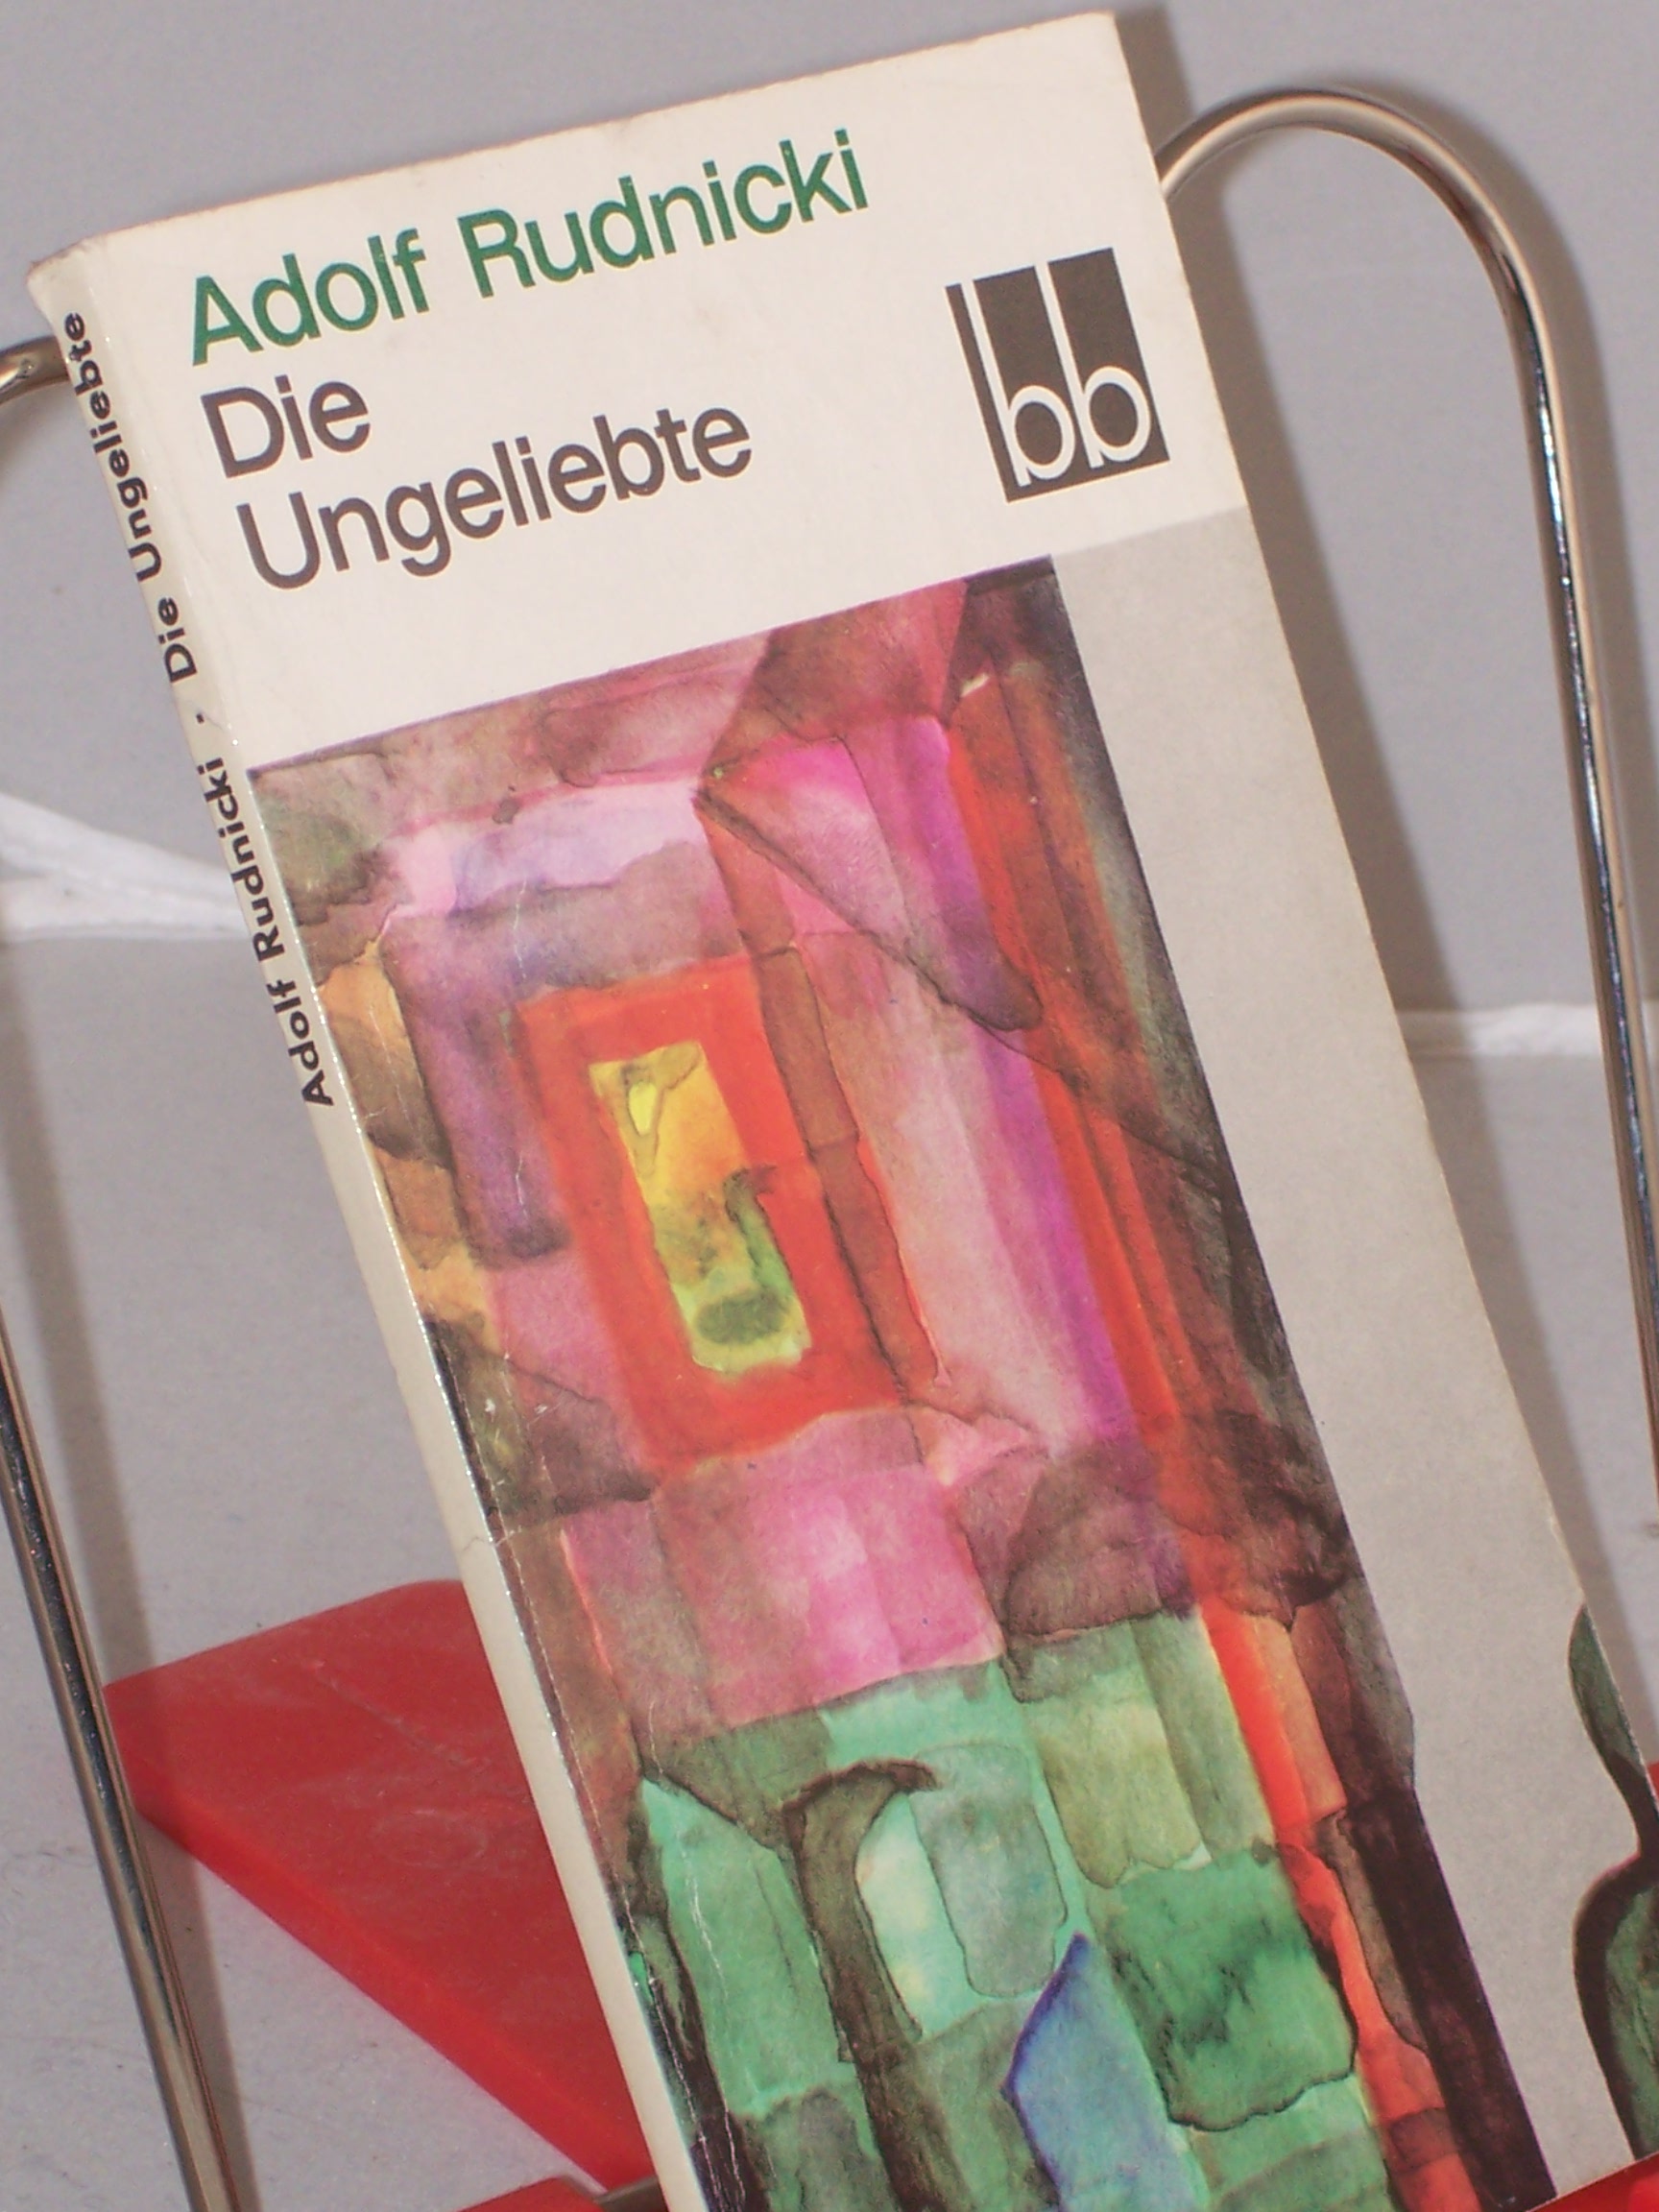 Adolf Rudnicki
Die
Ungeliebte
bb
Adolf Rudnicki · Die Ungeliebte